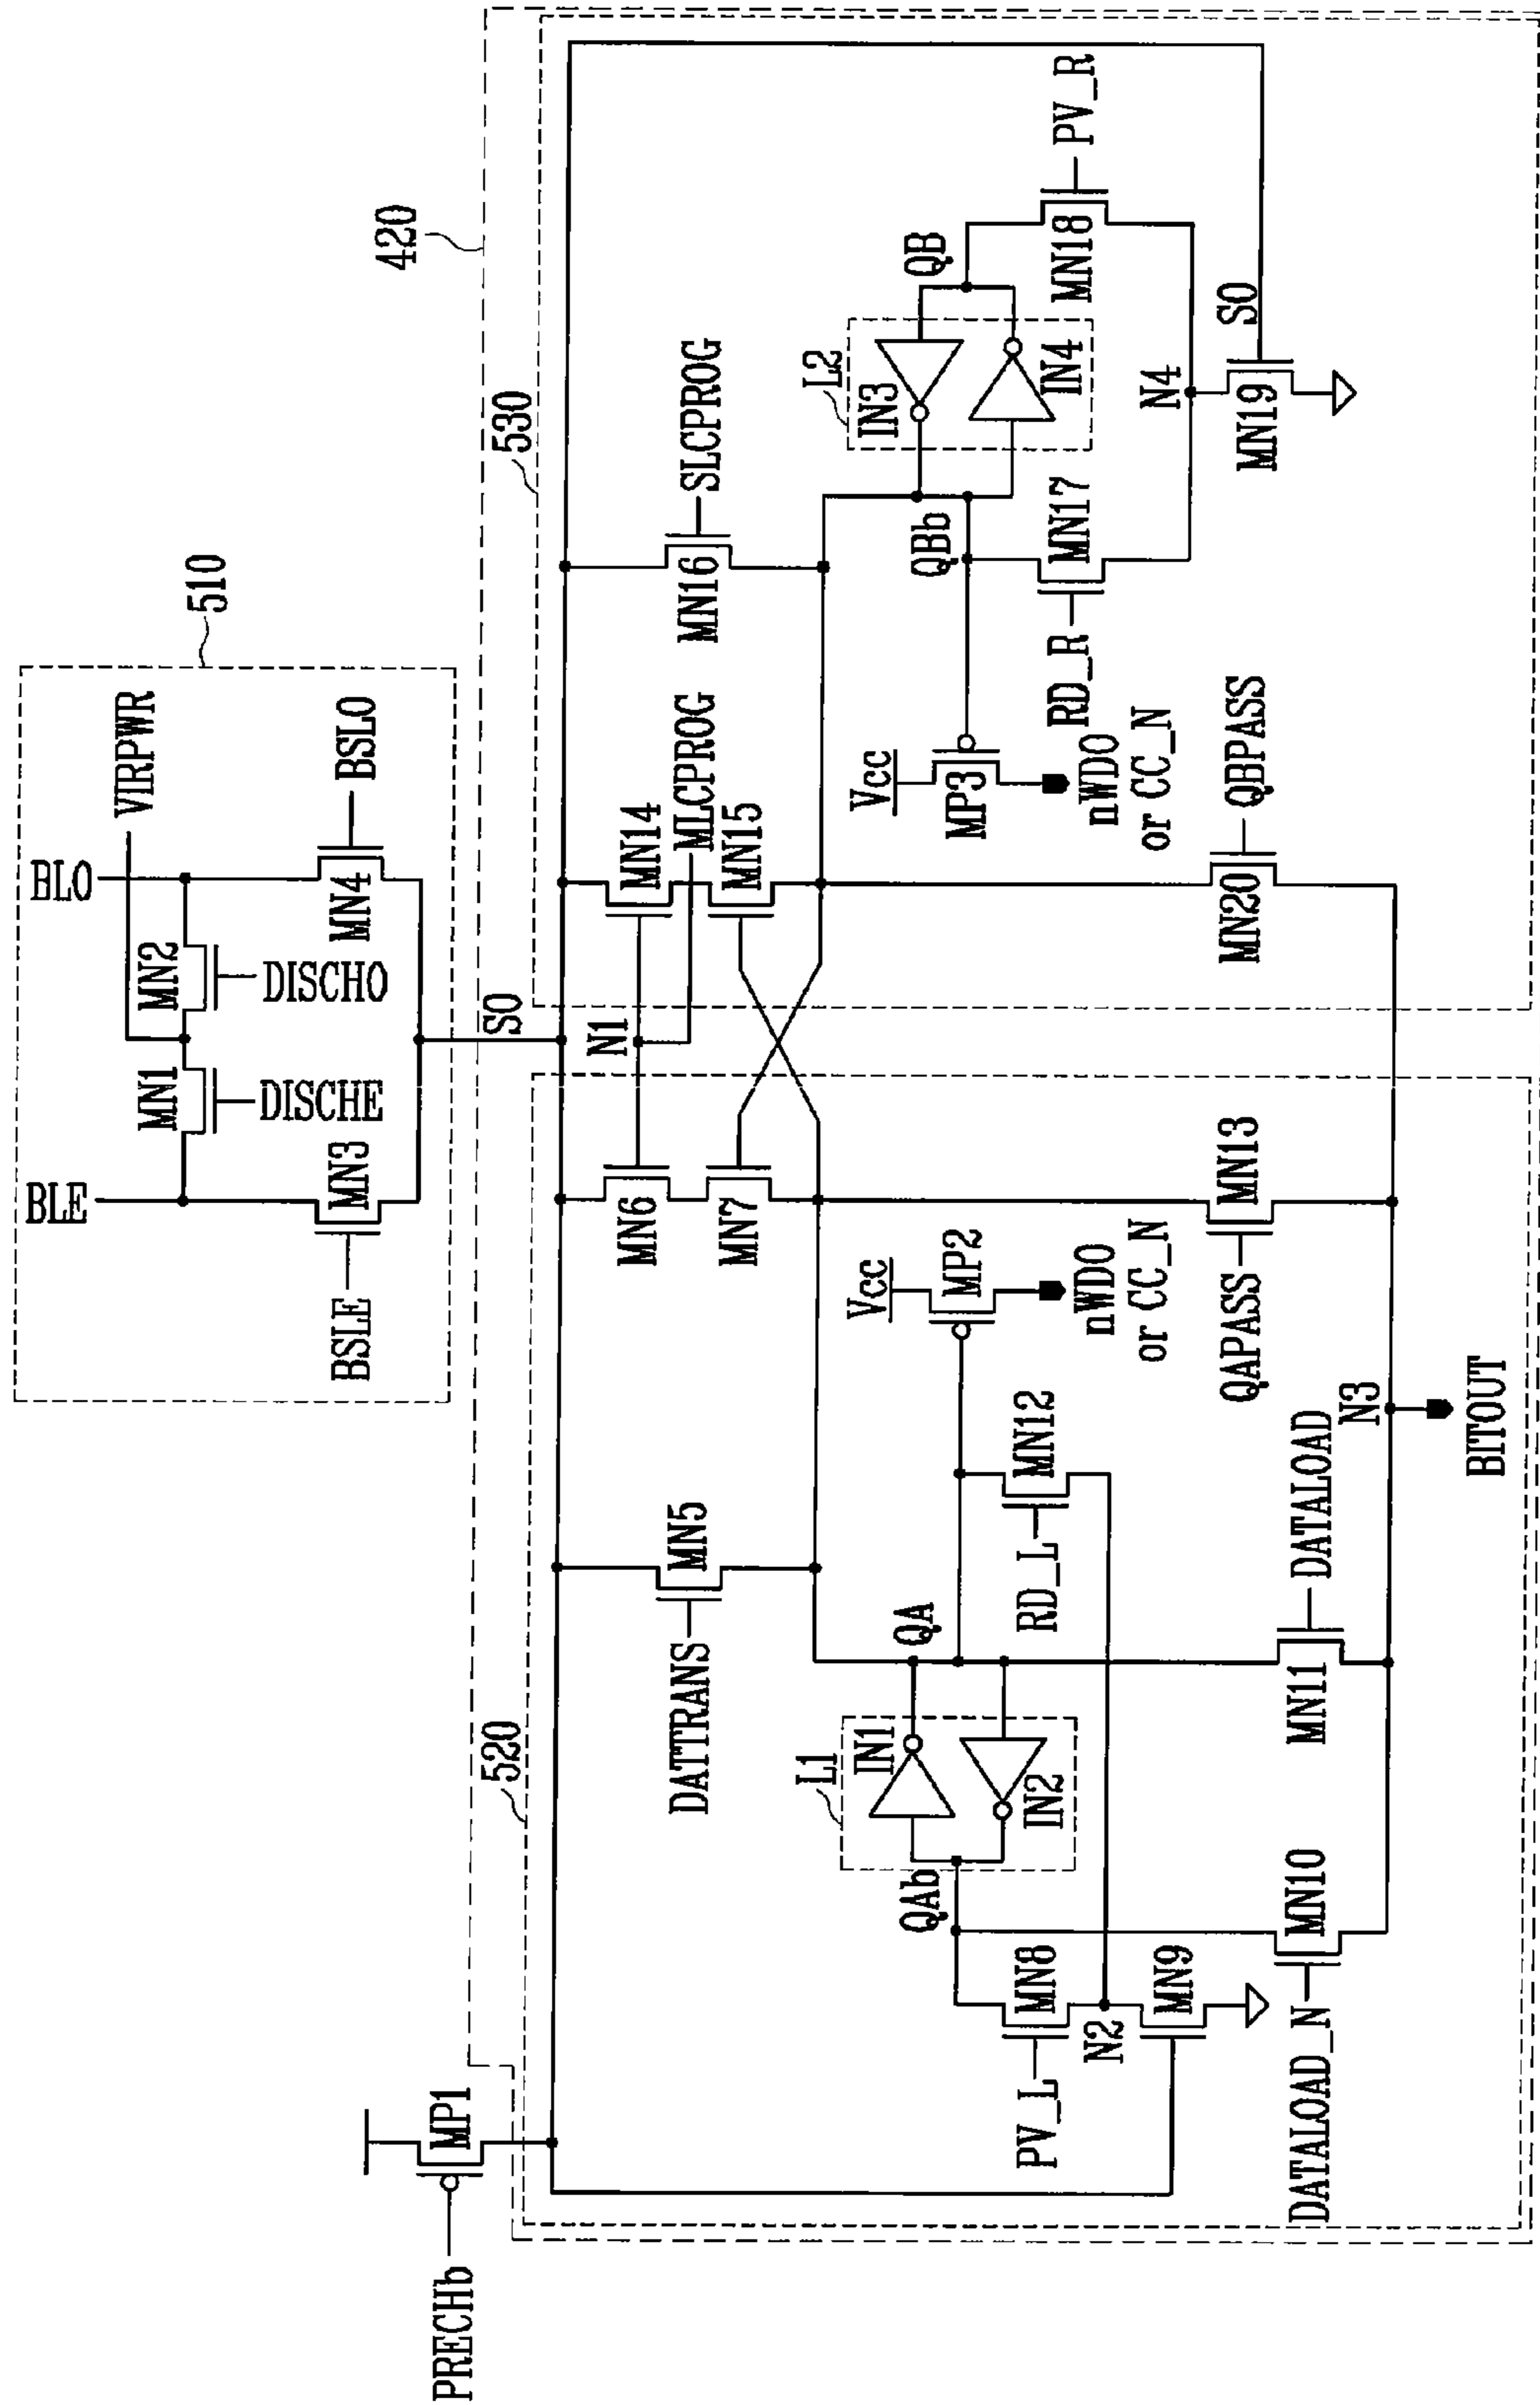 510
BLE
BLO
VIRPWR
MN1
MN2
DISCHE
DISCHO
BSLE
MN3
MN4
BSLO
PRECHb
MP1
SO
420
520
530
DATTRANS
MN5
MN6
MN7
N1
MN14
MLCPROG
MN15
MN16
SLCPROG
L1
IN1
IN2
QAb
QA
PV_L
MN8
N2
MN9
RD_L
MN12
Vcc
MP2
nWDO
or CC_N
Vcc
MP3
nWDO
or CC_N
QBb
L2
IN3
IN4
QB
RD_R
MN17
MN18
PV_R
N4
SO
MN19
DATALOAD_N
MN10
MN11
DATALOAD
QAPASS
MN13
MN20
QBPASS
N3
BITOUT